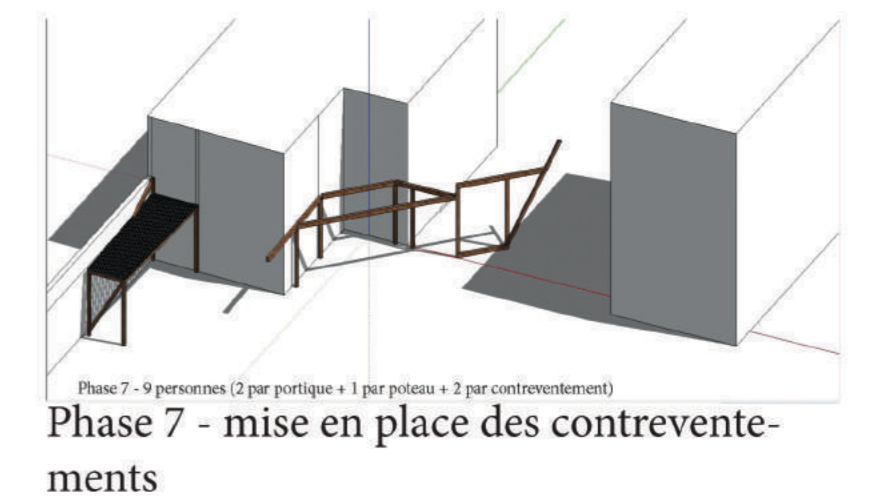 Phase 7 - 9 personnes (2 par portique + 1 par poteau + 2 par contreventement)
Phase 7 - mise en place des contrevente-
ments